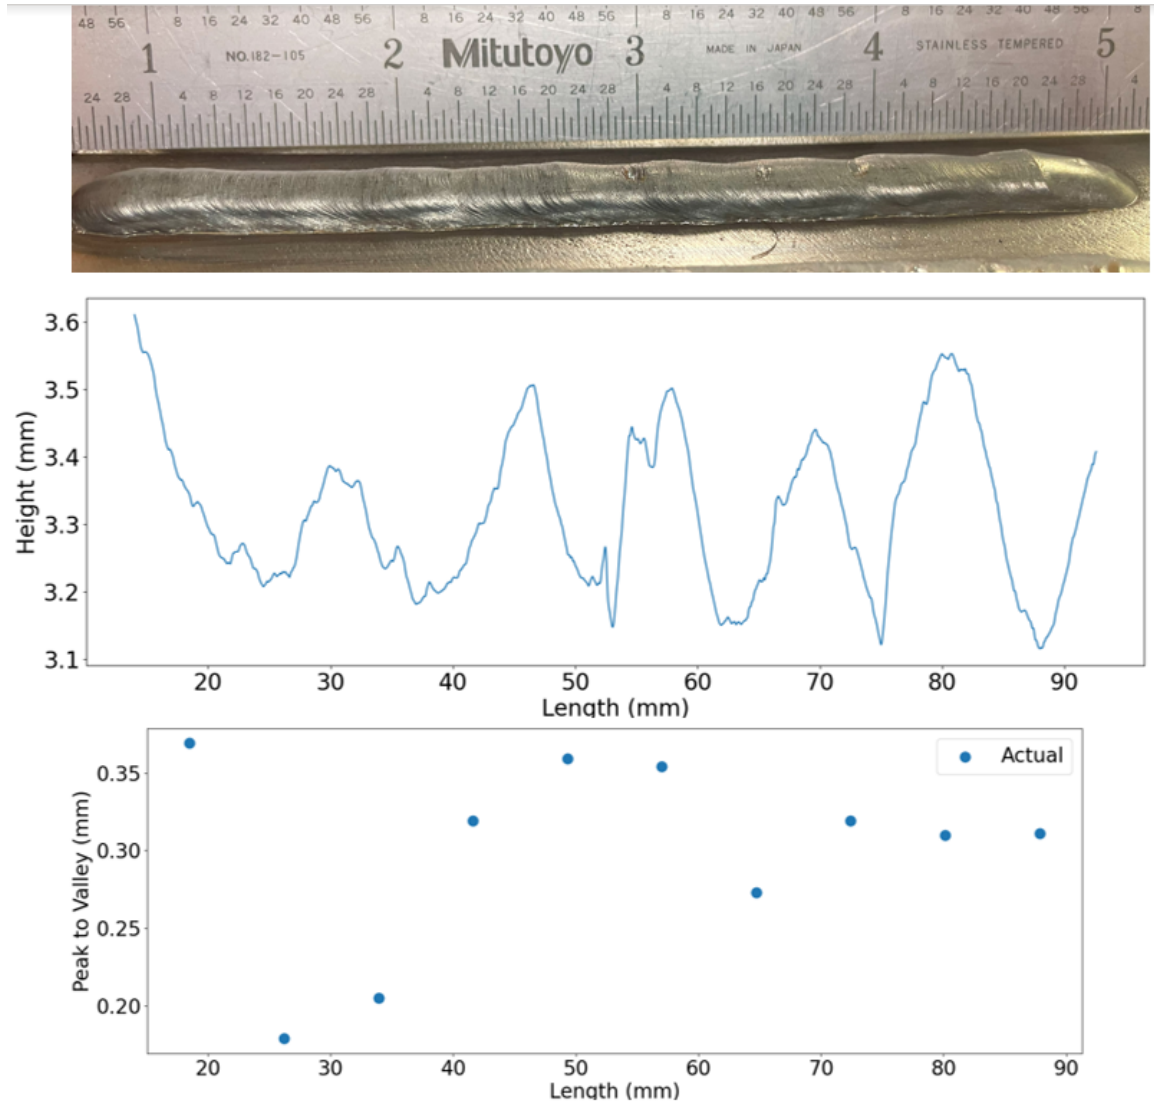 48 56 8 16 24 32 40 48 56 8 16 24 32 40 48 56 8 16 24 32 40 48 56 8 16 24 32 40 48 56 8
1 NO.182-105 2 Mitutoyo 3 MADE IN JAPAN 4 STAINLESS TEMPERED 5
24 28 4 8 12 16 20 24 28 4 8 12 16 20 24 28 4 8 12 16 20 24 28 4 8 12 16 20 24 28 4
3.6
3.5
3.4
3.3
3.2
3.1
Height (mm)
20 30 40 50 60 70 80 90
Length (mm)
Actual
0.35
0.30
0.25
0.20
Peak to Valley (mm)
20 30 40 50 60 70 80 90
Length (mm)